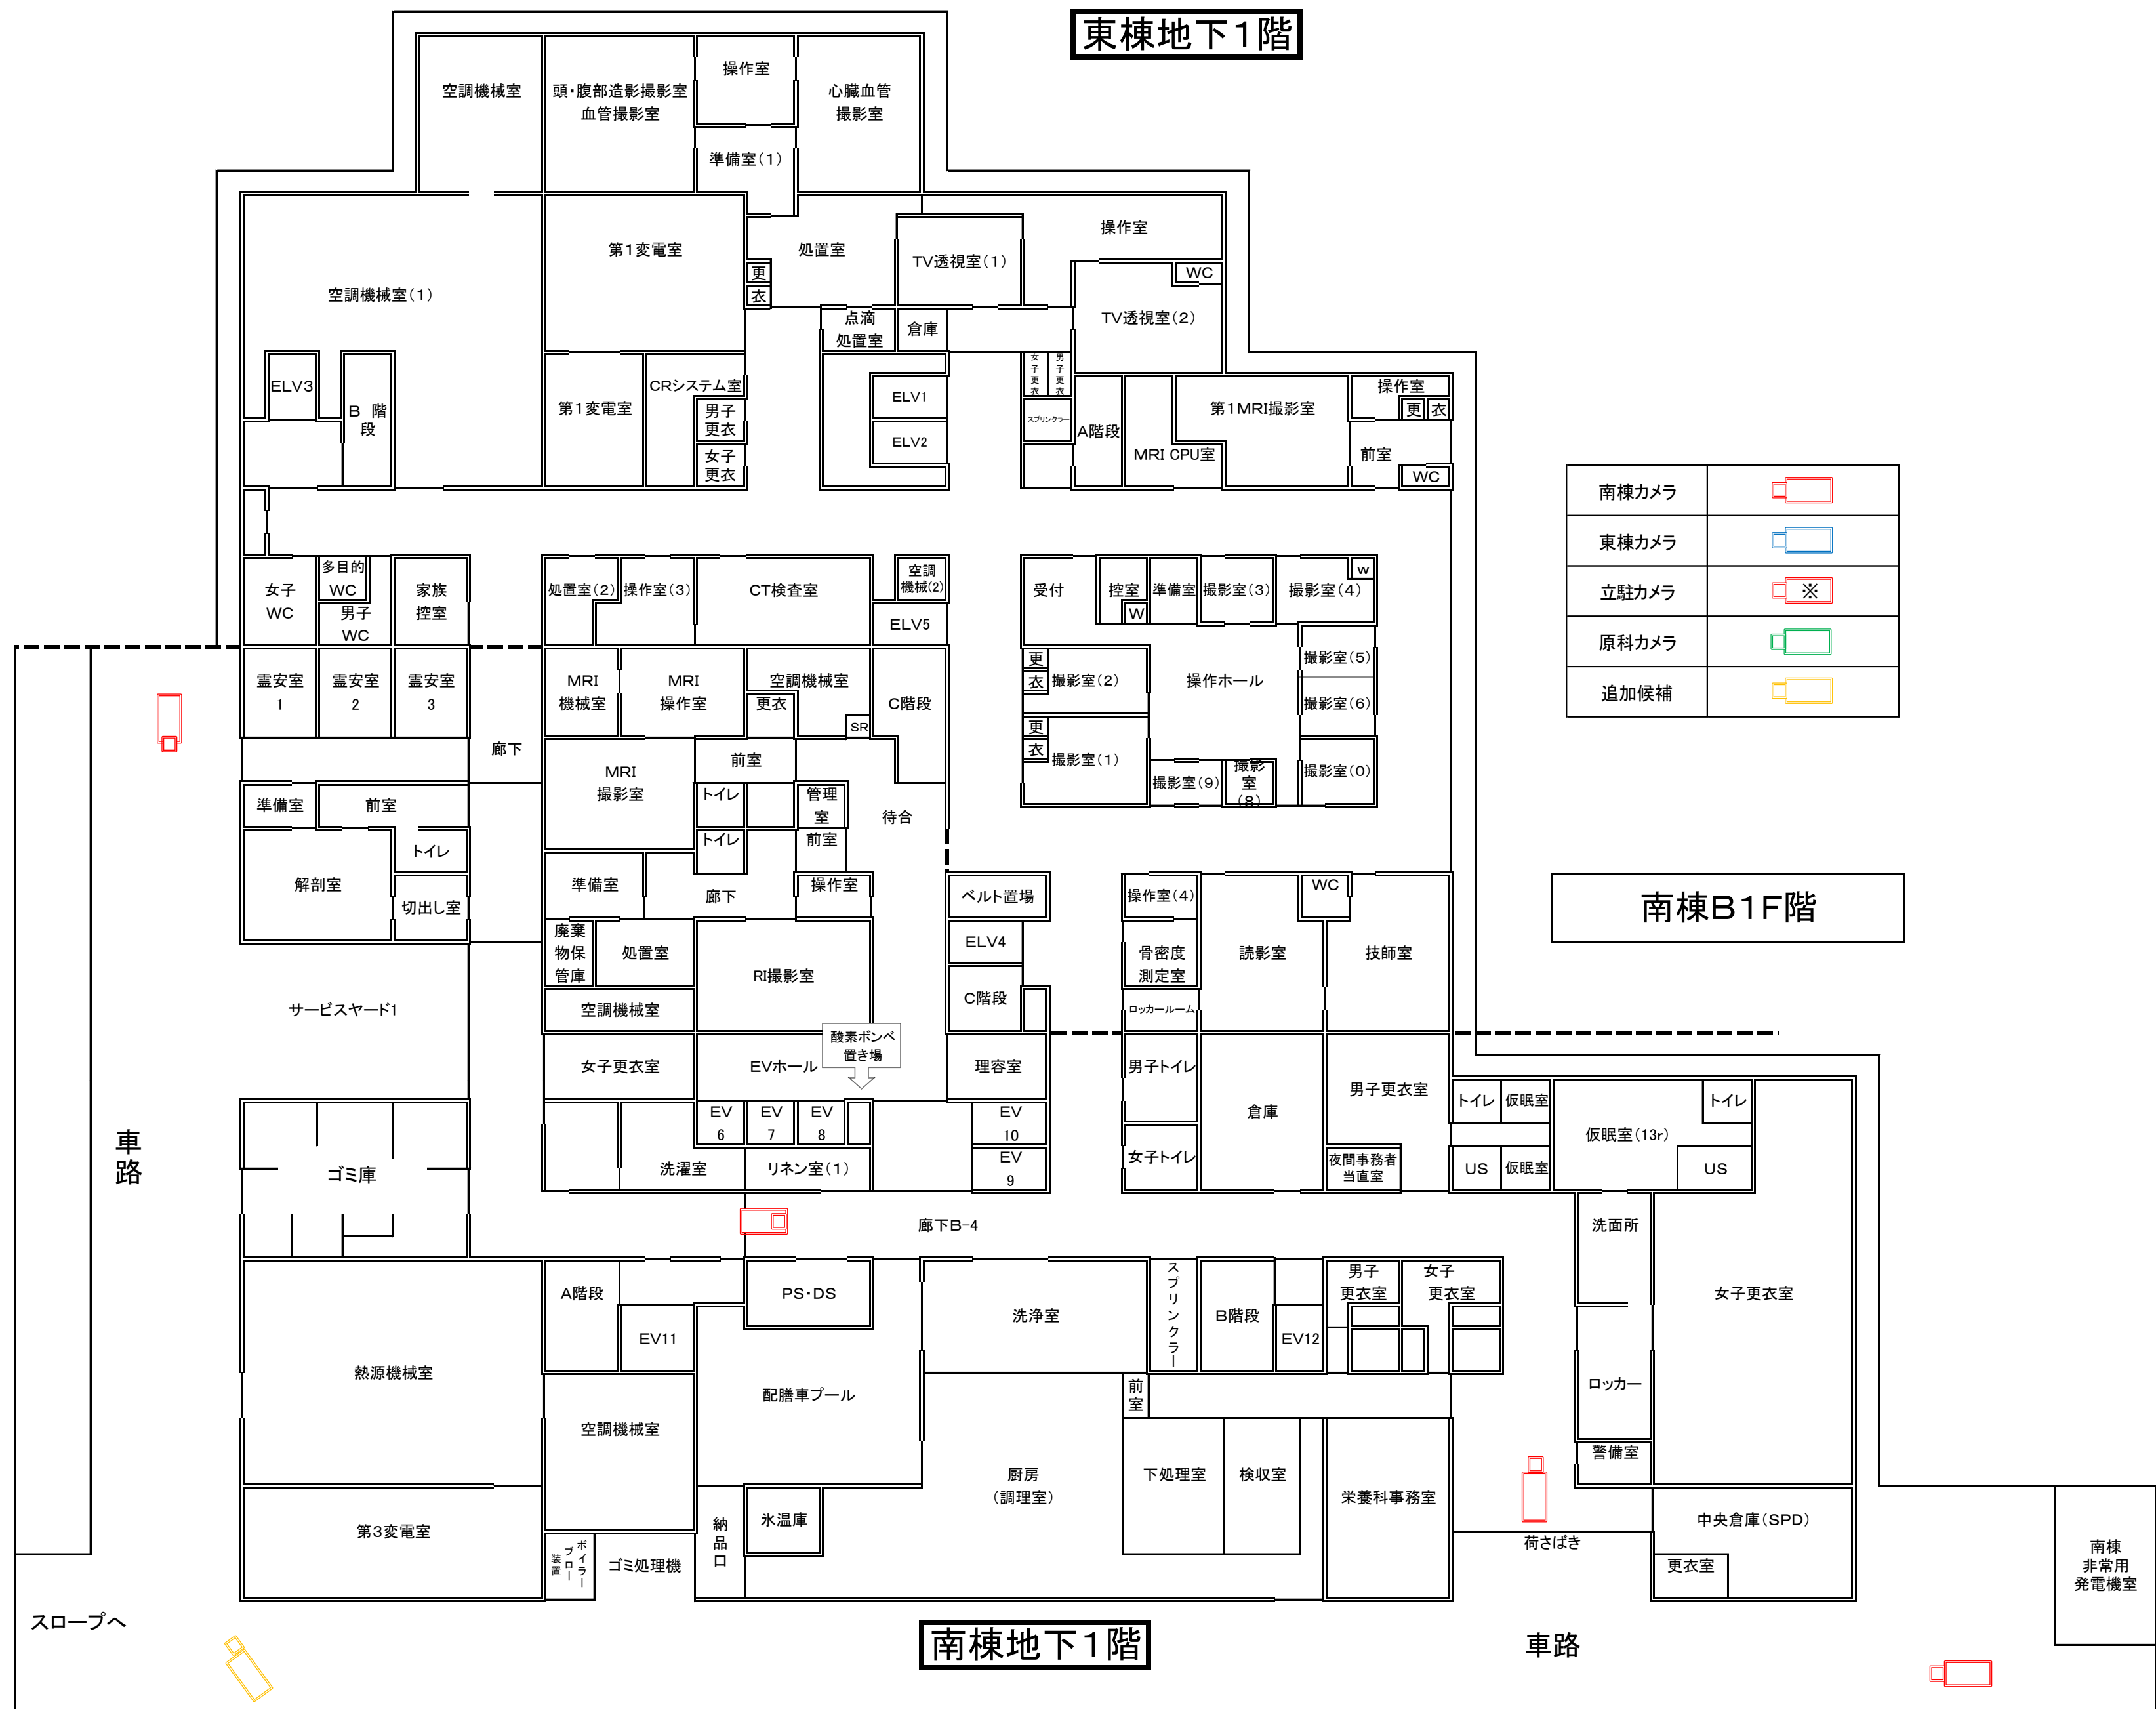 東棟地下1階
操作室
空調機械室
頭・腹部造影撮影室
血管撮影室
心臓血管
撮影室
準備室(1)
操作室
第1変電室
処置室
TV透視室(1)
WC
更
衣
空調機械室(1)
TV透視室(2)
点滴
処置室
倉庫
女子更衣
男子更衣
ELV3
B 階
段
CRシステム室
第1変電室
男子
更衣
女子
更衣
ELV1
ELV2
スプリンクラー
A階段
MRI CPU室
第1MRI撮影室
操作室
更
衣
前室
WC
南棟カメラ
東棟カメラ
立駐カメラ
※
原科カメラ
追加候補
女子
WC
多目的
WC
男子
WC
家族
控室
処置室(2)
操作室(3)
CT検査室
空調
機械(2)
ELV5
受付
控室
W
準備室
撮影室(3)
撮影室(4)
W
霊安室
1
霊安室
2
霊安室
3
廊下
MRI
機械室
MRI
操作室
空調機械室
更衣
SR
C階段
更
衣
撮影室(2)
操作ホール
撮影室(5)
撮影室(6)
更
衣
撮影室(1)
撮影室(9)
撮影
室
(8)
撮影室(0)
MRI
撮影室
前室
トイレ
管理
室
待合
トイレ
前室
準備室
前室
トイレ
解剖室
切出し室
準備室
廊下
操作室
ベルト置場
操作室(4)
WC
南棟B1F階
廃棄
物保
管庫
処置室
RI撮影室
ELV4
骨密度
測定室
読影室
技師室
サービスヤード1
空調機械室
C階段
ロッカールーム
酸素ボンベ
置き場
女子更衣室
EVホール
理容室
男子トイレ
倉庫
男子更衣室
トイレ
仮眠室
仮眠室(13r)
トイレ
EV
6
EV
7
EV
8
EV
10
車路
ゴミ庫
洗濯室
リネン室(1)
EV
9
女子トイレ
夜間事務者
当直室
US
仮眠室
US
廊下B-4
洗面所
A階段
PS・DS
EV11
洗浄室
スプリンクラー
B階段
EV12
男子
更衣室
女子
更衣室
女子更衣室
熱源機械室
空調機械室
配膳車プール
前室
ロッカー
警備室
厨房
(調理室)
下処理室
検収室
栄養科事務室
第3変電室
納品口
氷温庫
荷さばき
中央倉庫(SPD)
更衣室
ボイラー
ブロー
装置
ゴミ処理機
南棟
非常用
発電機室
スロープへ
南棟地下1階
車路